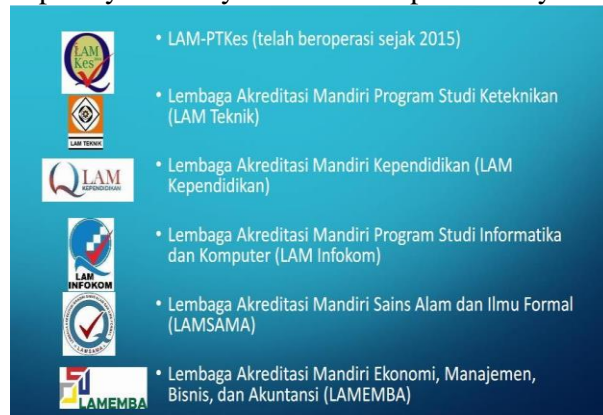 LAM
Kes
• LAM-PTKes (telah beroperasi sejak 2015)
LAM TEKNIK
• Lembaga Akreditasi Mandiri Program Studi Keteknikan
(LAM Teknik)
LAM
KEPENDIDIKAN
• Lembaga Akreditasi Mandiri Kependidikan (LAM
Kependidikan)
LAM
INFOKOM
• Lembaga Akreditasi Mandiri Program Studi Informatika
dan Komputer (LAM Infokom)
LAMSAMA
• Lembaga Akreditasi Mandiri Sains Alam dan Ilmu Formal
(LAMSAMA)
LAMEMBA
• Lembaga Akreditasi Mandiri Ekonomi, Manajemen,
Bisnis, dan Akuntansi (LAMEMBA)